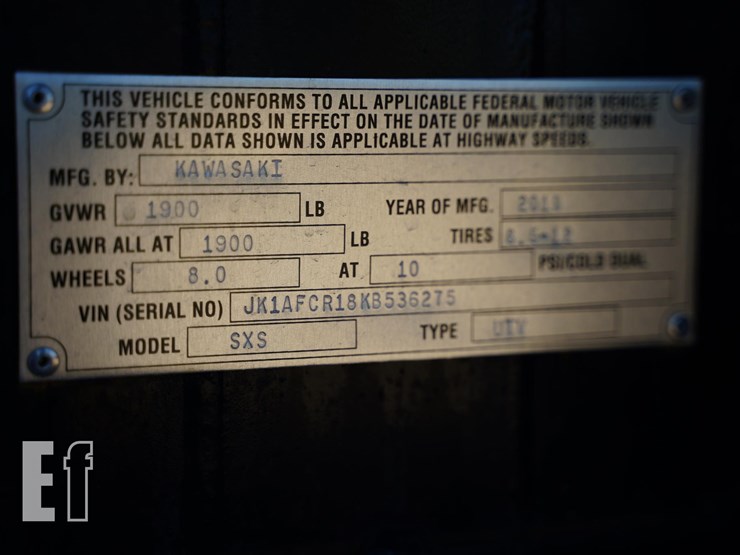 THIS VEHICLE CONFORMS TO ALL APPLICABLE FEDERAL MOTOR VEHICLE
SAFETY STANDARDS IN EFFECT ON THE DATE OF MANUFACTURE SHOWN
BELOW ALL DATA SHOWN IS APPLICABLE AT HIGHWAY SPEEDS.
MFG. BY: KAWASAKI
GVWR 1900 LB YEAR OF MFG.
GAWR ALL AT 1900 LB TIRES
WHEELS 8.0 AT 10 PSI/COLD DUAL
VIN (SERIAL NO) JK1AFCR18KB536275
MODEL SXS TYPE UTV
Ef